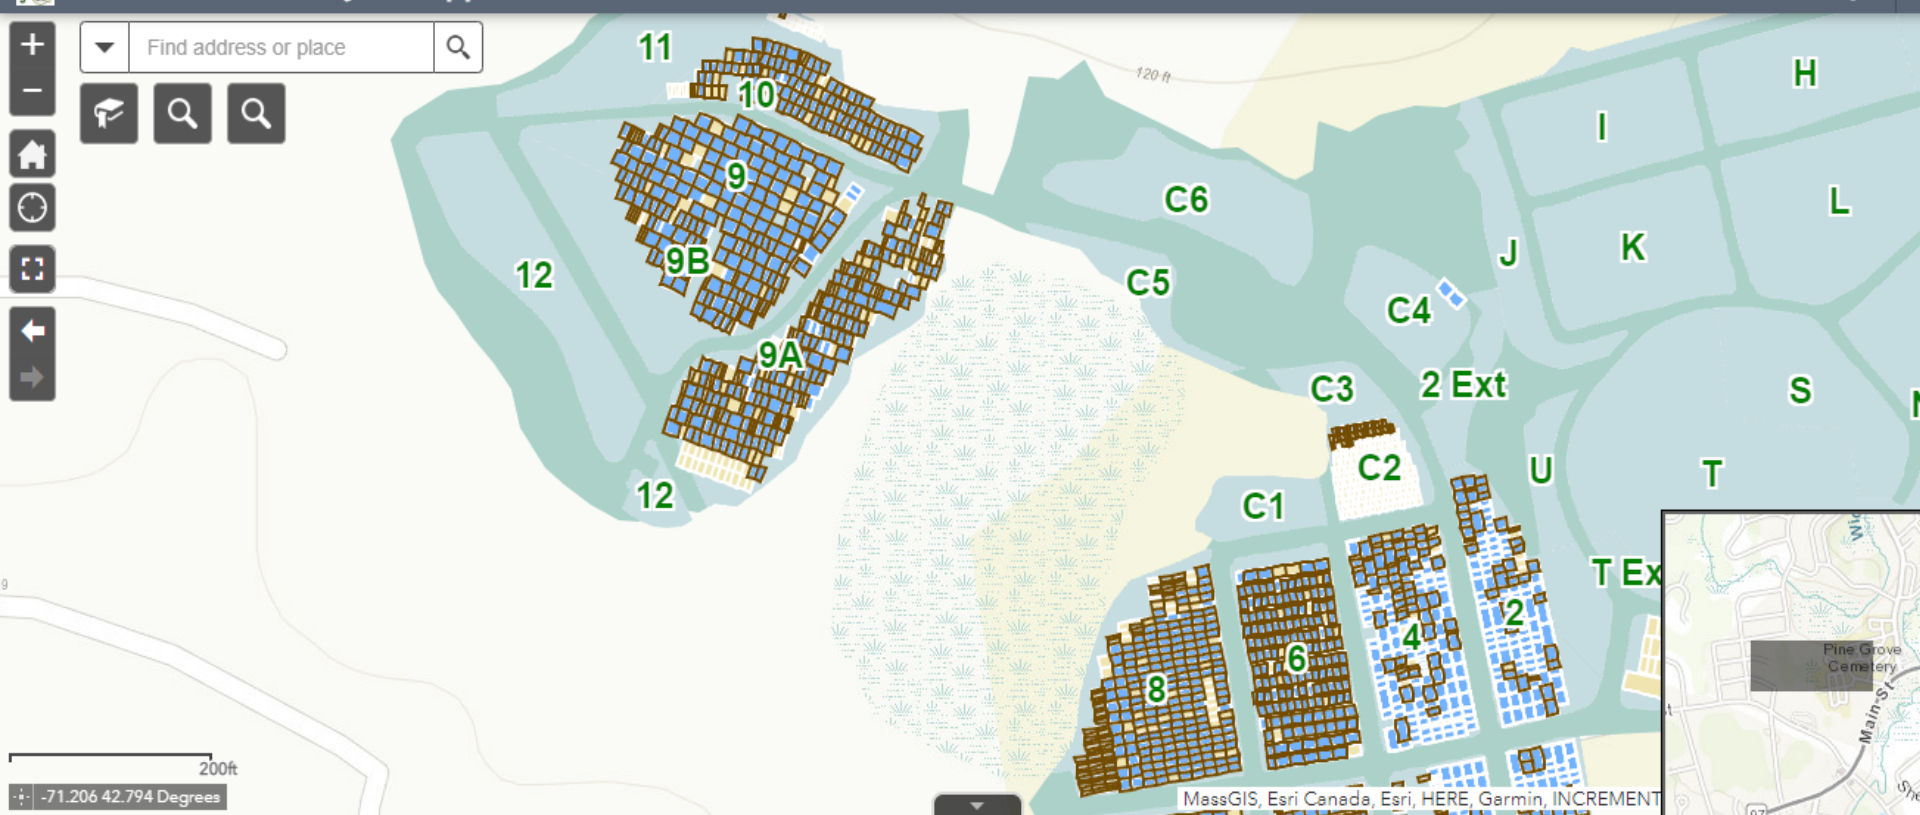 +
Find address or place
−
11
10
120 ft
H
I
9
C6
L
J
K
9B
12
C5
C4
9A
C3
2 Ext
S
C2
U
T
12
C1
T Ex
9
2
4
6
8
Pine Grove
Cemetery
Main-St
200ft
-71.206 42.794 Degrees
MassGIS, Esri Canada, Esri, HERE, Garmin, INCREMENT
97